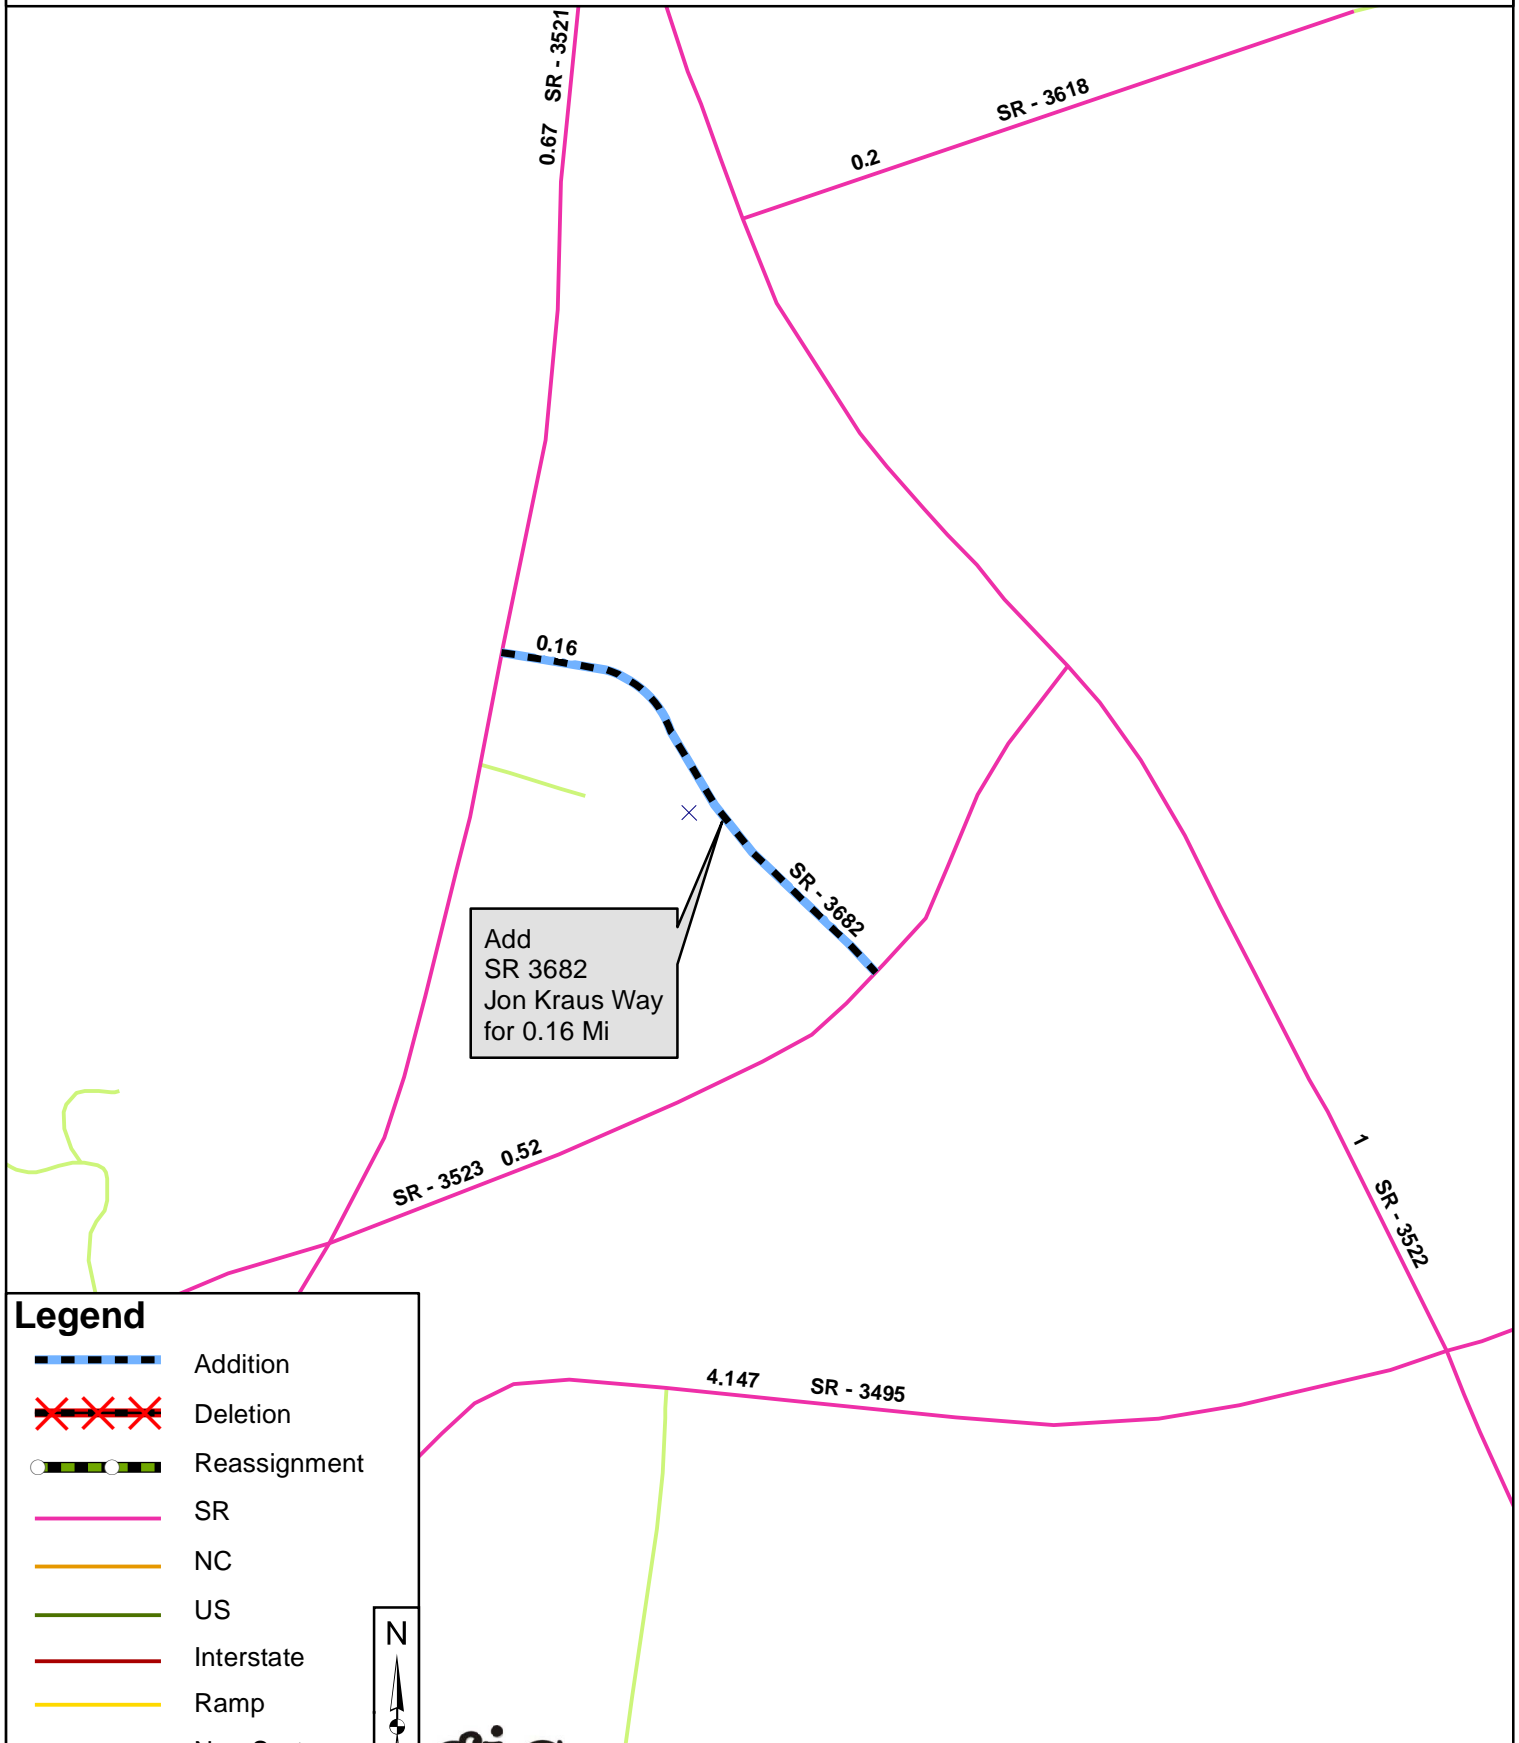 0.67 SR - 3521
SR - 3618
0.2
0.16
SR - 3682
Add
SR 3682
Jon Kraus Way
for 0.16 Mi
SR - 3523 0.52
1 SR - 3522
4.147 SR - 3495
Legend
Addition
Deletion
Reassignment
SR
NC
US
Interstate
Ramp
N